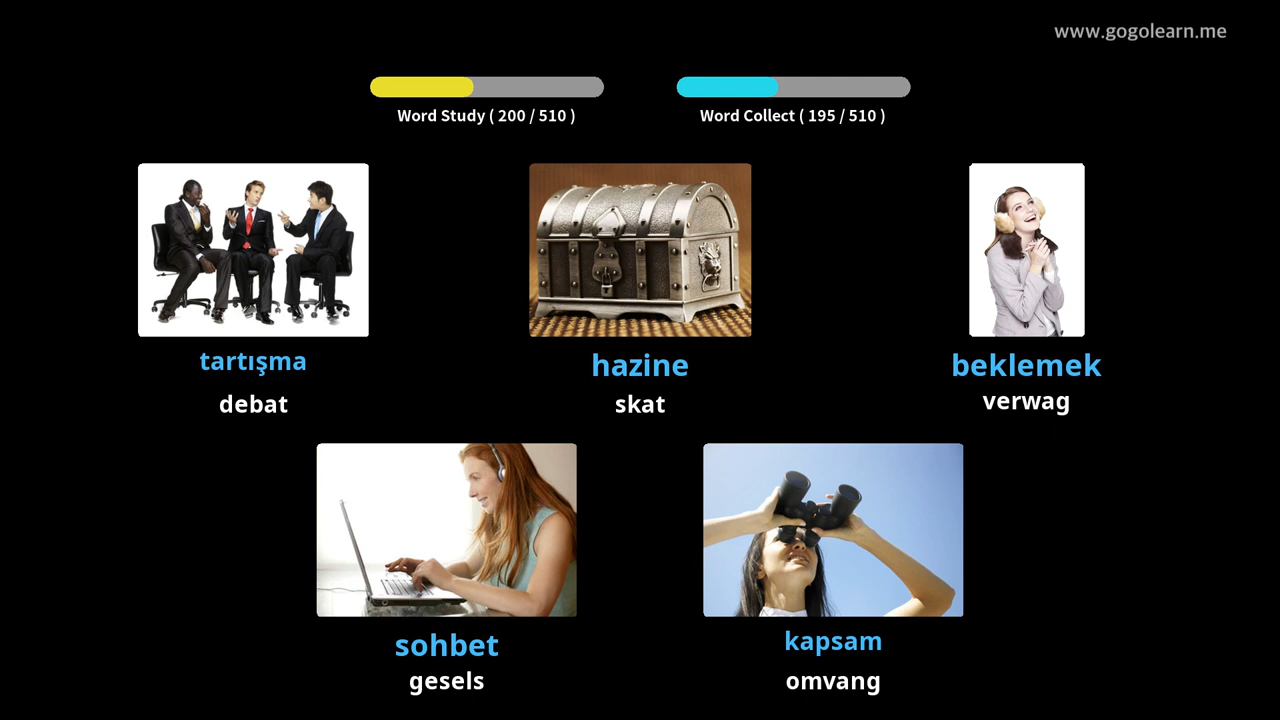 www.gogolearn.me
Word Study ( 200 / 510 )
Word Collect ( 195 / 510 )
tartışma
debat
hazine
skat
beklemek
verwag
sohbet
gesels
kapsam
omvang